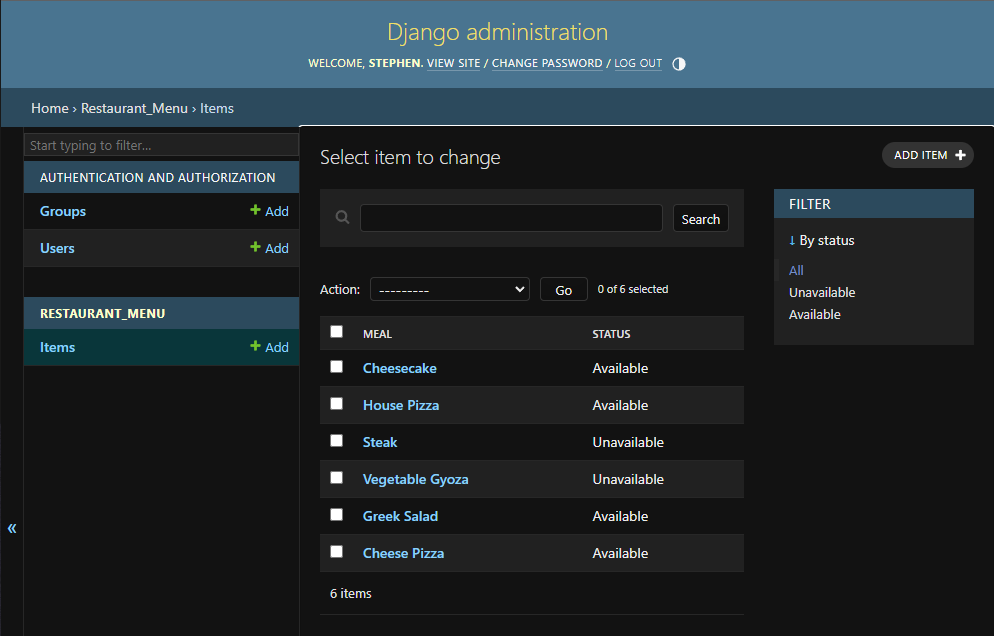 Django administration
WELCOME, STEPHEN. VIEW SITE / CHANGE PASSWORD / LOG OUT
Home › Restaurant_Menu › Items
Start typing to filter...
AUTHENTICATION AND AUTHORIZATION
Groups + Add
Users + Add
RESTAURANT_MENU
Items + Add
«
Select item to change
ADD ITEM +
Search
Action: --------- Go 0 of 6 selected
MEAL STATUS
Cheesecake Available
House Pizza Available
Steak Unavailable
Vegetable Gyoza Unavailable
Greek Salad Available
Cheese Pizza Available
6 items
FILTER
↓ By status
All
Unavailable
Available